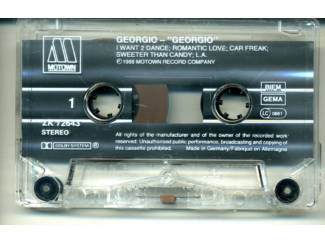 GEORGIO – "GEORGIO"
I WANT 2 DANCE; ROMANTIC LOVE; CAR FREAK;
SWEETER THAN CANDY; L.A.
℗ 1988 MOTOWN RECORD COMPANY
MOTOWN
1
ZK 72643
STEREO
BIEM
GEMA
LC 0861
DOLBY SYSTEM
All rights of the manufacturer and of the owner of the recorded work
reserved. Unauthorised public performance, broadcasting and copying of
this cassette prohibited.
Made in Germany/Fabriqué en Allemagne